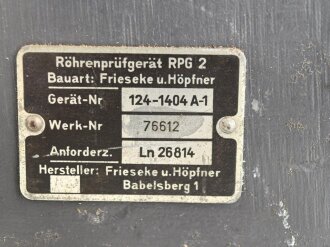 Röhrenprüfgerät RPG 2
Bauart: Frieseke u. Höpfner
Gerät-Nr 124-1404 A-1
Werk-Nr 76612
Anforderz. Ln 26814
Hersteller: Frieseke u. Höpfner
Babelsberg 1